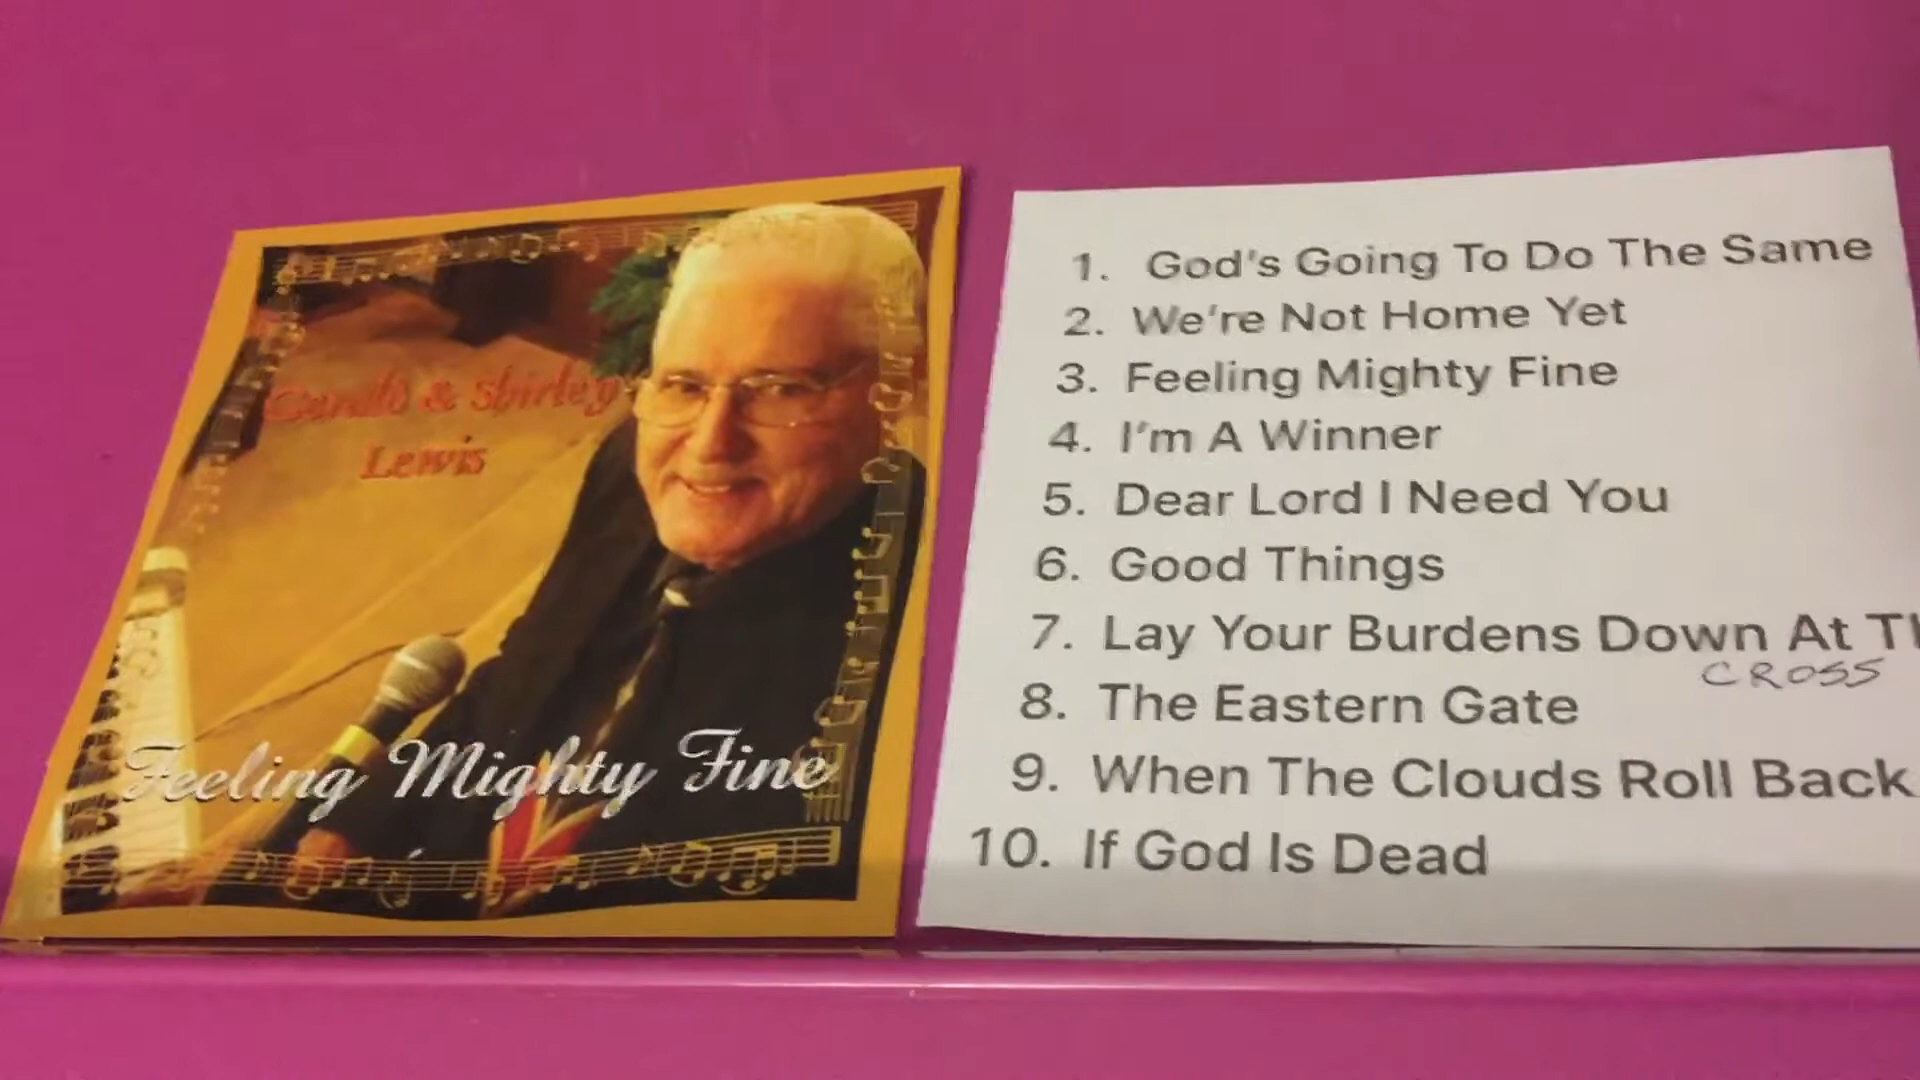 & Shirley
Lewis
Feeling Mighty Fine
1. God's Going To Do The Same
2. We're Not Home Yet
3. Feeling Mighty Fine
4. I'm A Winner
5. Dear Lord I Need You
6. Good Things
7. Lay Your Burdens Down At
CROSS
8. The Eastern Gate
9. When The Clouds Roll Back
10. If God Is Dead